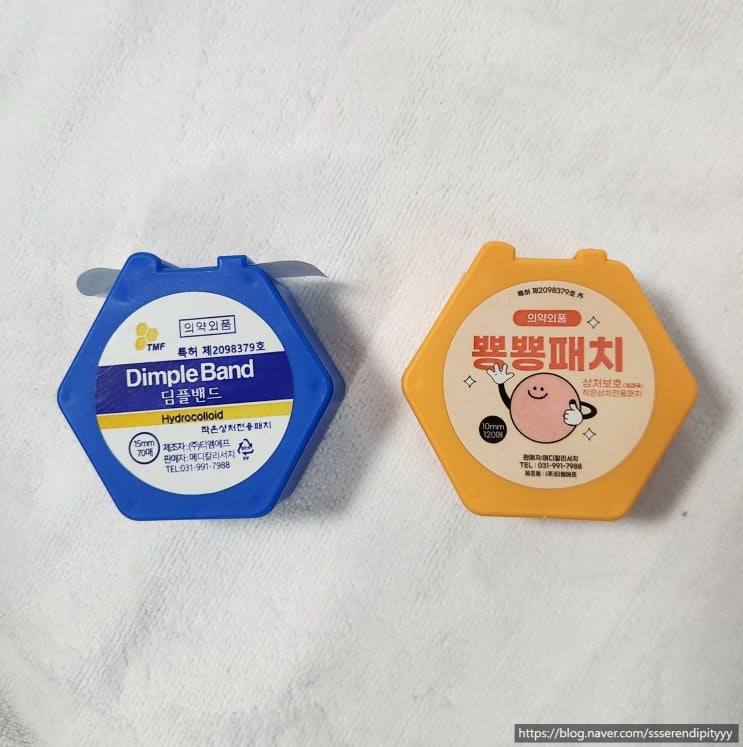 TMF
의약외품
특허 제2098379호
Dimple Band
딤플밴드
Hydrocolloid
작은상처전용패치
15mm
70매
제조자: (주)티엠에프
판매자: 메디칼리서치
TEL: 031-991-7988
PP
특허 제2098379호 外
의약외품
뿅뿅패치
상처보호
작은상처전용패치
10mm
120매
판매자:메디칼리서치
TEL : 031-991-7988
제조원 : (주)티엠에프
https://blog.naver.com/ssserendipityyy